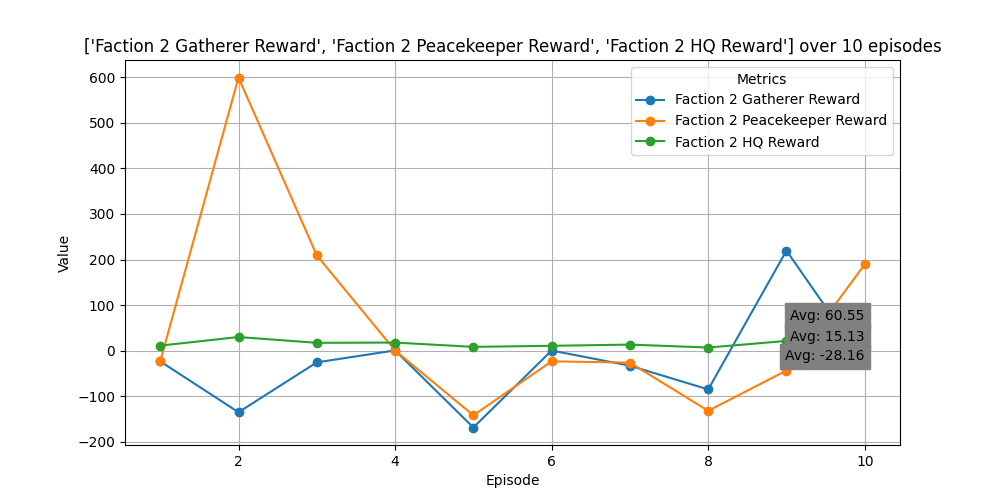 ['Faction 2 Gatherer Reward', 'Faction 2 Peacekeeper Reward', 'Faction 2 HQ Reward'] over 10 episodes
Metrics
Faction 2 Gatherer Reward
Faction 2 Peacekeeper Reward
Faction 2 HQ Reward
Value
600
500
400
300
200
100
0
−100
−200
Avg: 60.55
Avg: 15.13
Avg: -28.16
2
4
6
8
10
Episode